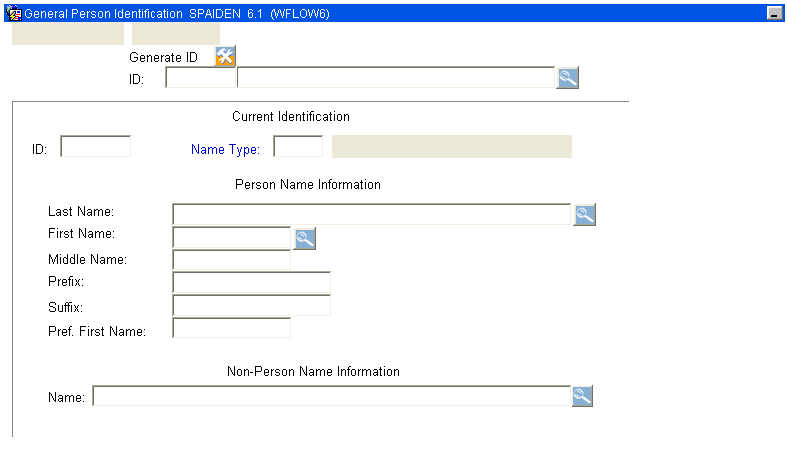 General Person Identification SPAIDEN 6.1 (WFLOW6)
Generate ID
ID:
Current Identification
ID: Name Type:
Person Name Information
Last Name:
First Name:
Middle Name:
Prefix:
Suffix:
Pref. First Name:
Non-Person Name Information
Name: